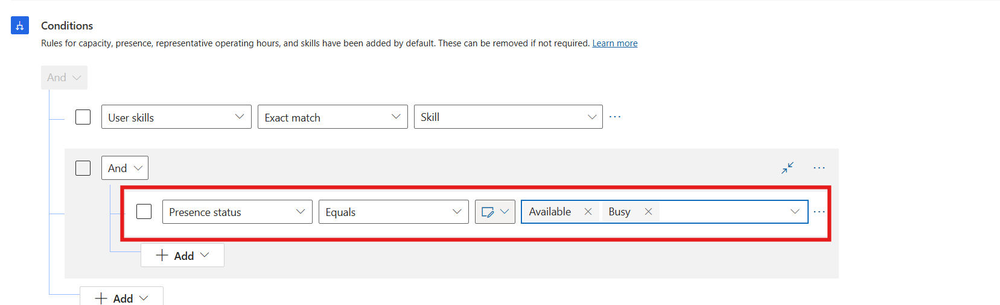 Conditions
Rules for capacity, presence, representative operating hours, and skills have been added by default. These can be removed if not required. Learn more
And
User skills Exact match Skill
And
Presence status Equals Available Busy
Add
Add